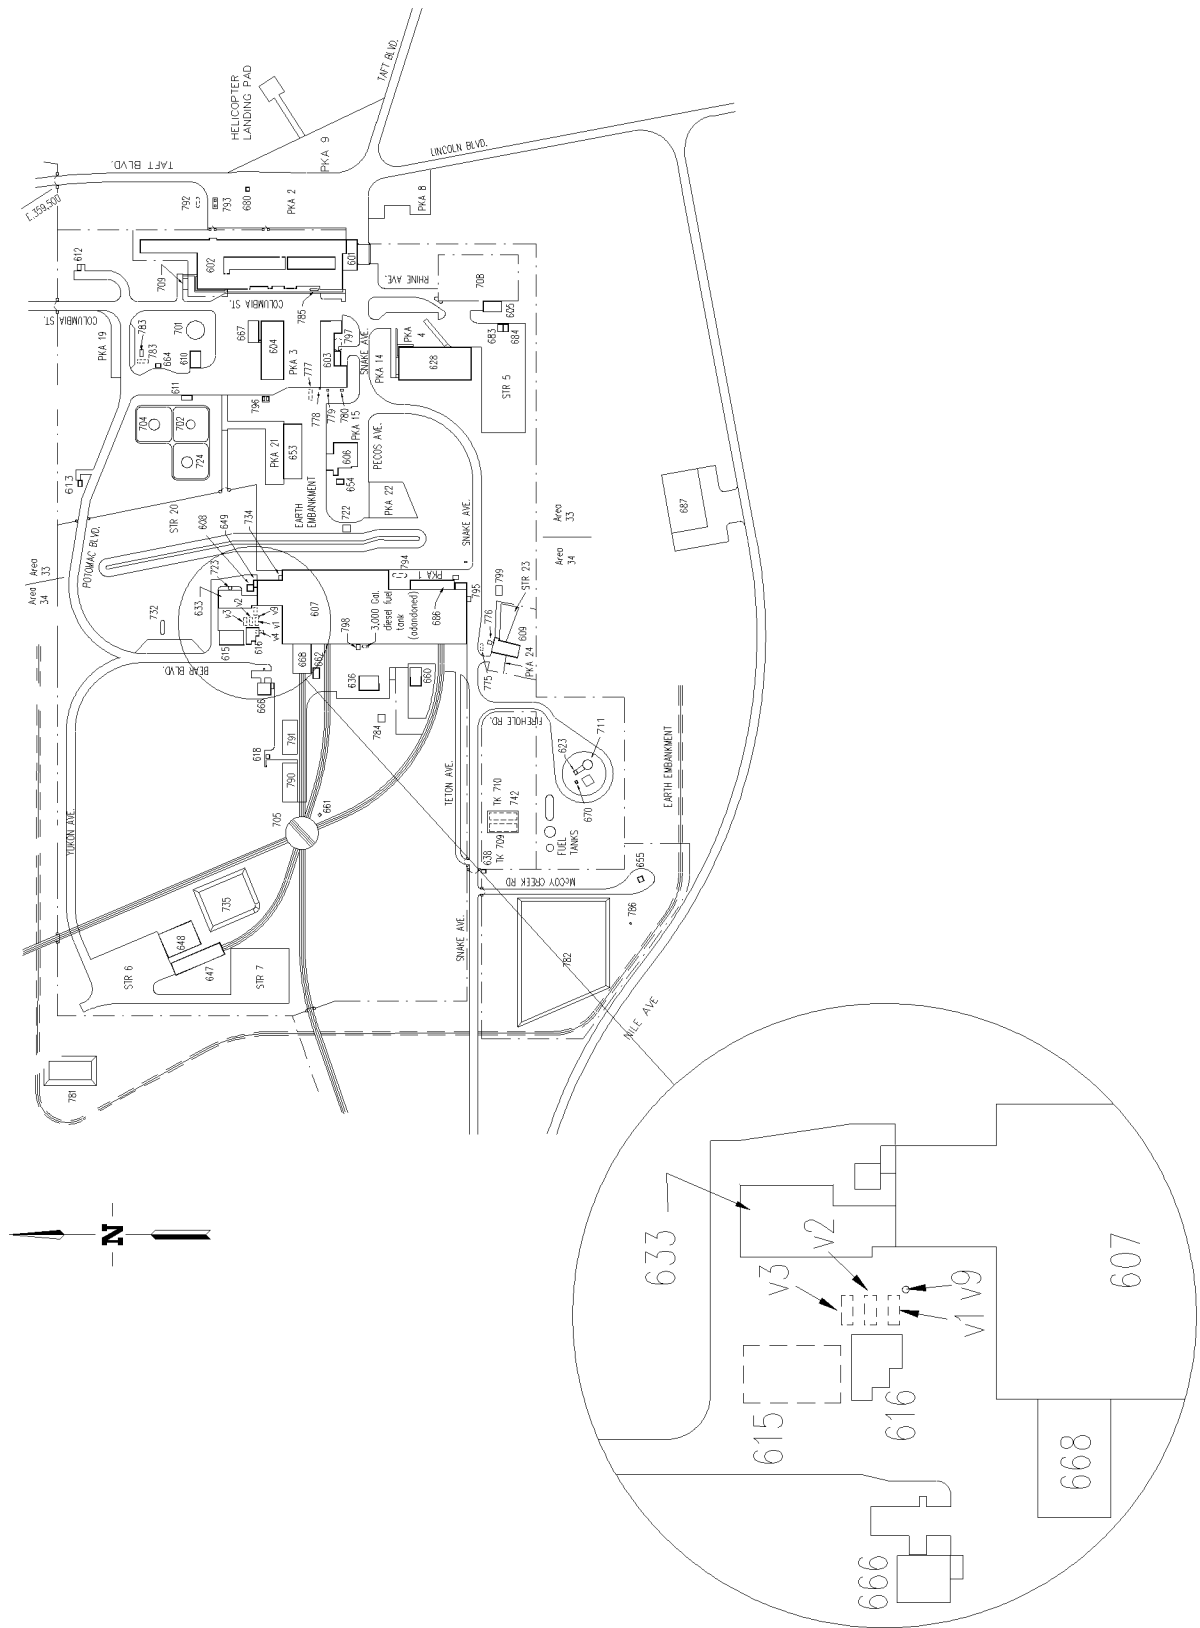 TAFT BLVD.
HELICOPTER
LANDING PAD
PKA 9
LINCOLN BLVD.
TAFT BLVD.
792
793
680
PKA 2
PKA 8
612
709
602
601
RHINE AVE.
708
COLUMBIA ST.
COLUMBIA ST.
785
605
PKA 19
783
783
664
701
610
667
604
PKA 3
603
797
SNAKE AVE.
PKA 14
PKA
4
628
683
684
STR 5
611
796
777
778
779
780
PKA 15
704
702
724
PKA 21
653
606
654
PECOS AVE.
613
STR 20
EARTH
EMBANKMENT
722
PKA 22
SNAKE AVE.
687
Area
33
Area
34
Area
33
Area
34
POTOMAC BLVD.
608
649
734
723
633
v2
v3
v9
v1
v4
732
615
616
607
794
PKA 1
686
795
799
STR 23
798
3,000 Gal.
diesel fuel
tank
(abandoned)
776
609
PKA 24
775
BEAR BLVD.
668
662
636
660
666
784
FIREHOLE RD.
618
791
790
623
711
670
TETON AVE.
TK 710
742
TK 709
FUEL
TANKS
EARTH EMBANKMENT
YUKON AVE.
705
661
638
McCOY CREEK RD
655
786
735
648
647
STR 6
STR 7
SNAKE AVE.
782
NILE AVE
781
N
633
v2
v3
v9
v1
607
615
616
668
666